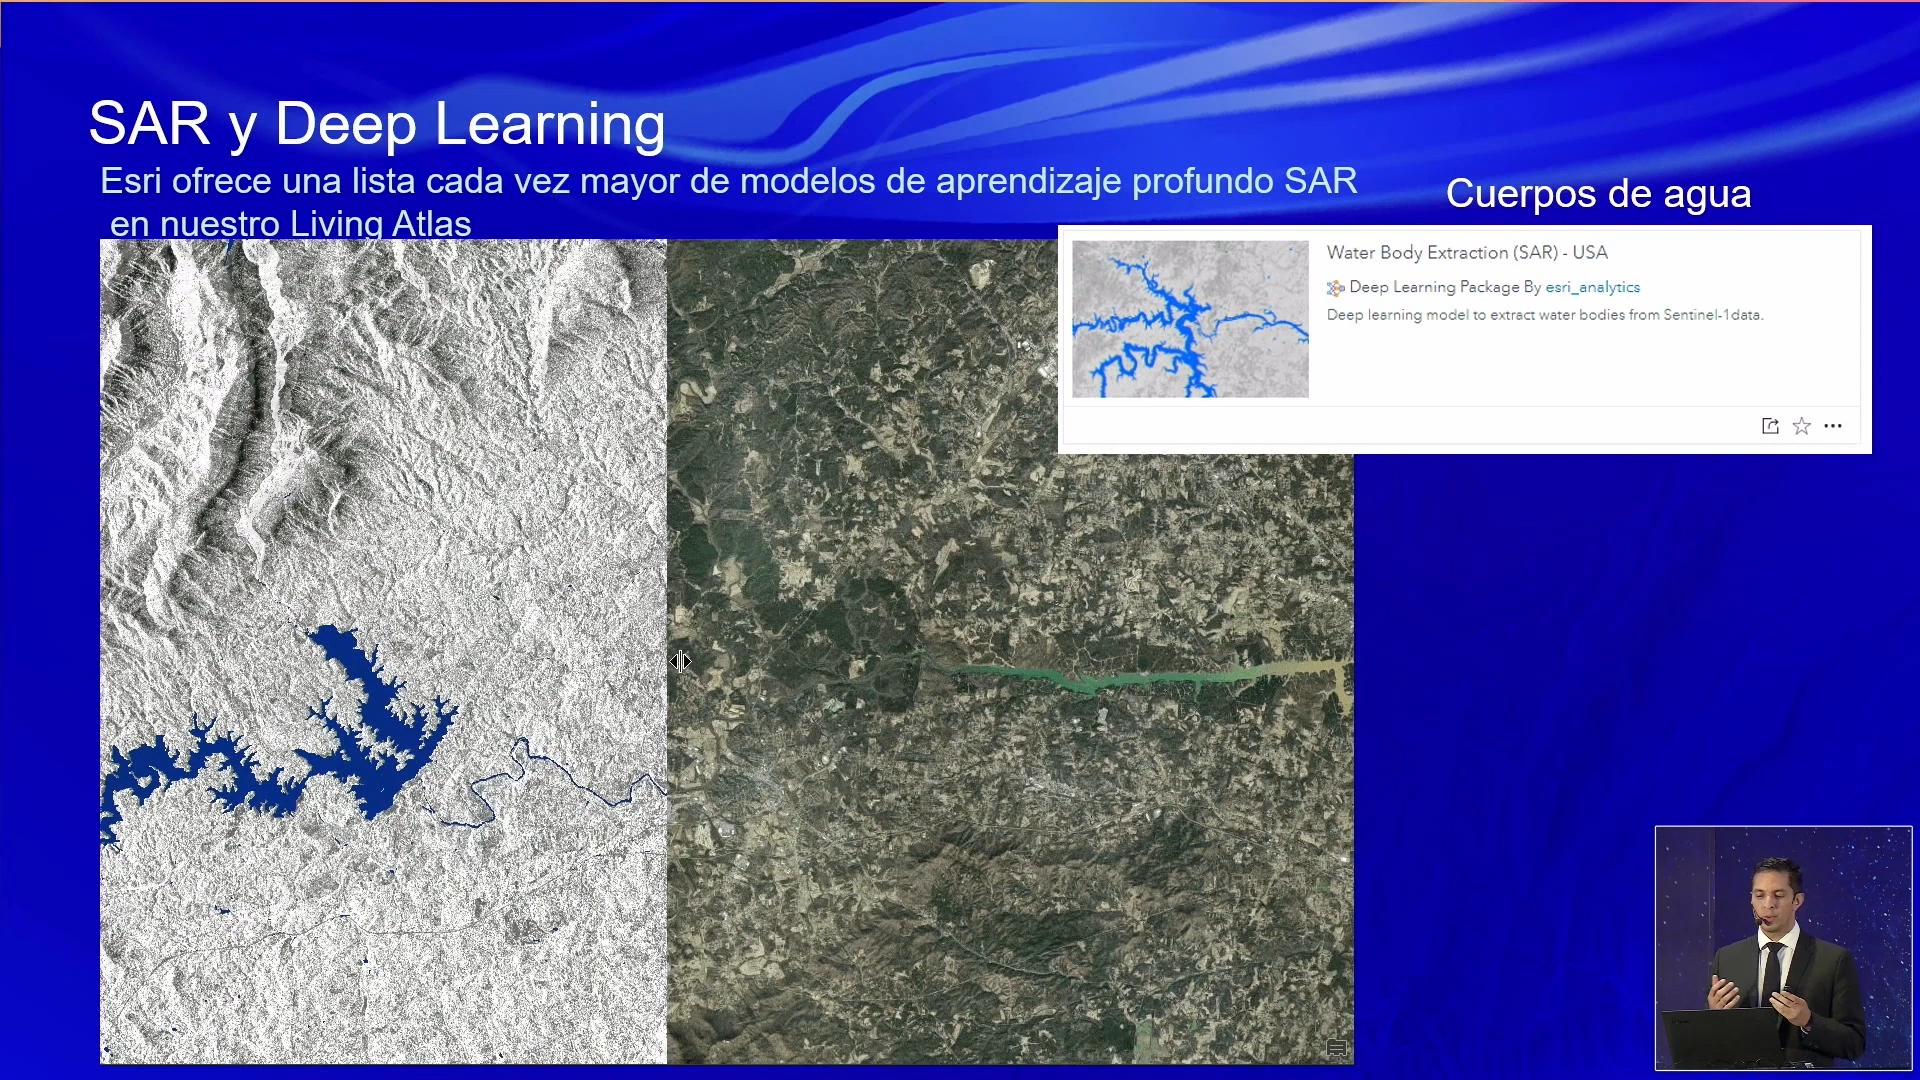 SAR y Deep Learning
Esri ofrece una lista cada vez mayor de modelos de aprendizaje profundo SAR
en nuestro Living Atlas
Cuerpos de agua
Water Body Extraction (SAR) - USA
Deep Learning Package By esri_analytics
Deep learning model to extract water bodies from Sentinel-1data.